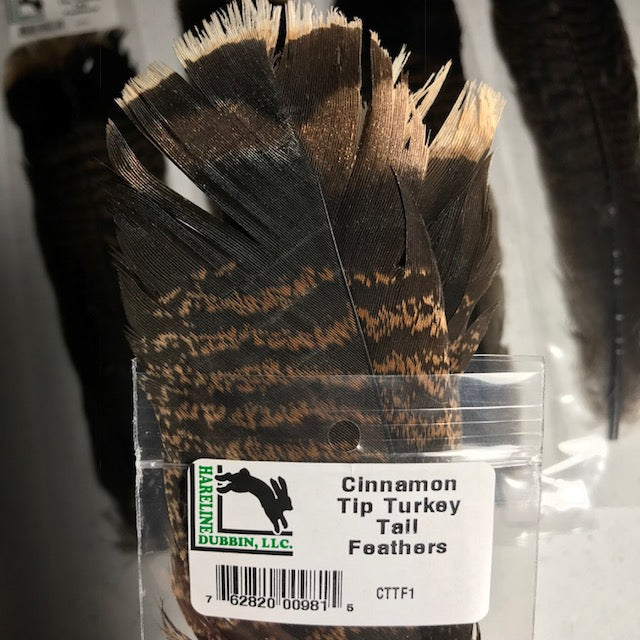 HARELINE
DUBBIN, LLC.
Cinnamon
Tip Turkey
Tail
Feathers
7 62820 00981 5
CTTF1